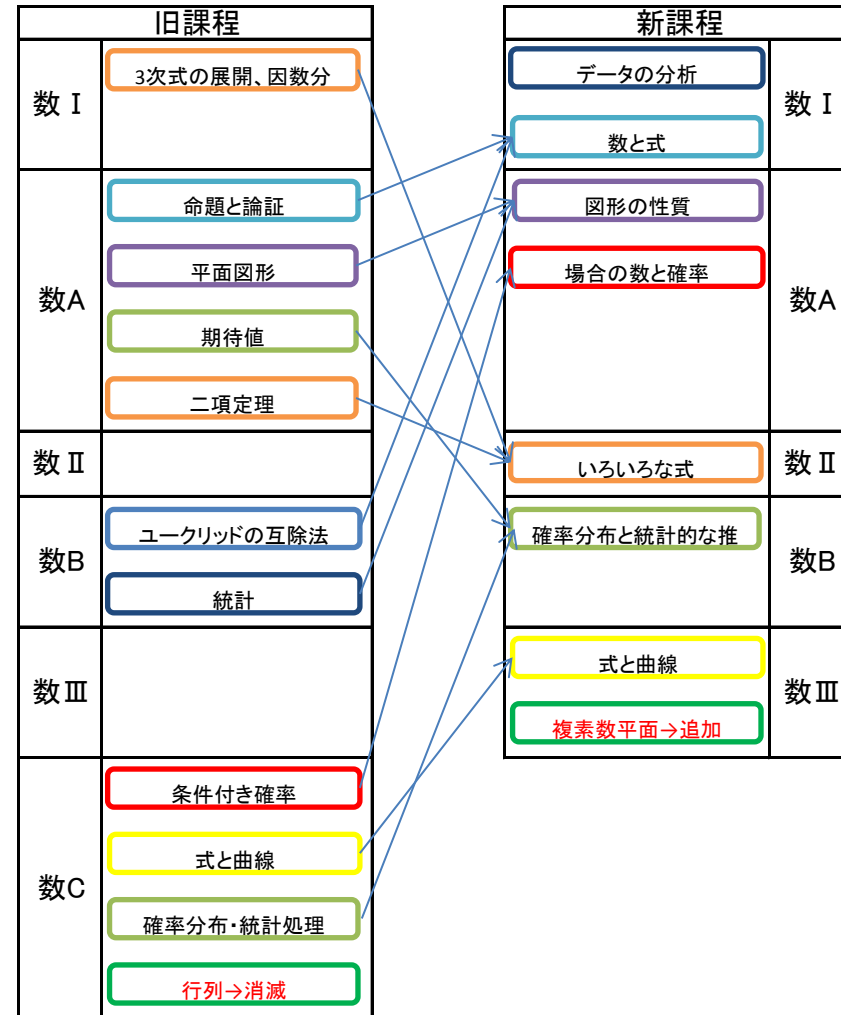 旧課程
数Ⅰ
3次式の展開、因数分
数A
命題と論証
平面図形
期待値
二項定理
数Ⅱ
数B
ユークリッドの互除法
統計
数Ⅲ
数C
条件付き確率
式と曲線
確率分布・統計処理
行列→消滅
新課程
データの分析
数Ⅰ
数と式
図形の性質
場合の数と確率
数A
いろいろな式
数Ⅱ
確率分布と統計的な推
数B
式と曲線
数Ⅲ
複素数平面→追加